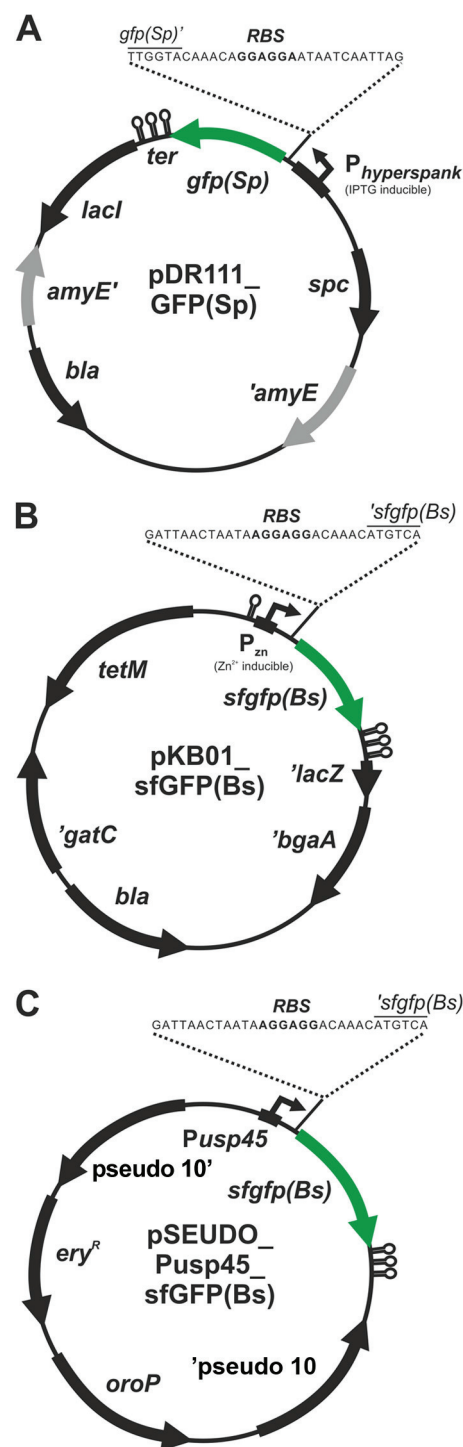 A
gfp(Sp)'
RBS
TTGGTACAAACAGGAGGAATAATCAATTAG
ter
gfp(Sp)
Phyperspank
(IPTG inducible)
lacI
amyE'
pDR111_
GFP(Sp)
spc
bla
'amyE
B
RBS
'sfgfp(Bs)
GATTAACTAATAAGGAGGACAAACATGTCA
Pzn
(Zn²⁺ inducible)
tetM
sfgfp(Bs)
pKB01_
sfGFP(Bs)
'lacZ
'gatC
'bgaA
bla
C
RBS
'sfgfp(Bs)
GATTAACTAATAAGGAGGACAAACATGTCA
Pusp45
pseudo 10'
sfgfp(Bs)
eryᴿ
pSEUDO_
Pusp45_
sfGFP(Bs)
'pseudo 10
oroP